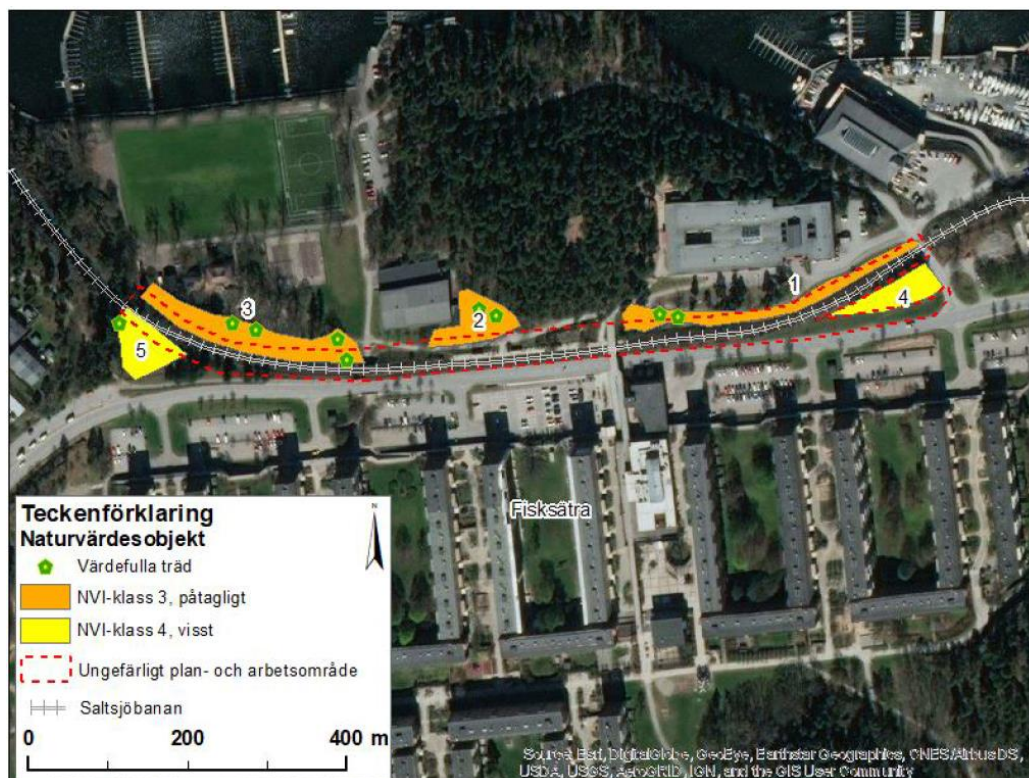 1
4
3
2
5
Fisksätra
Teckenförklaring
Naturvärdesobjekt
N
Värdefulla träd
NVI-klass 3, påtagligt
NVI-klass 4, visst
Ungefärligt plan- och arbetsområde
Saltsjöbanan
0 200 400 m
Source: Esri, DigitalGlobe, GeoEye, Earthstar Geographics, CNES/Airbus DS,
USDA, USGS, AeroGRID, IGN, and the GIS User Community